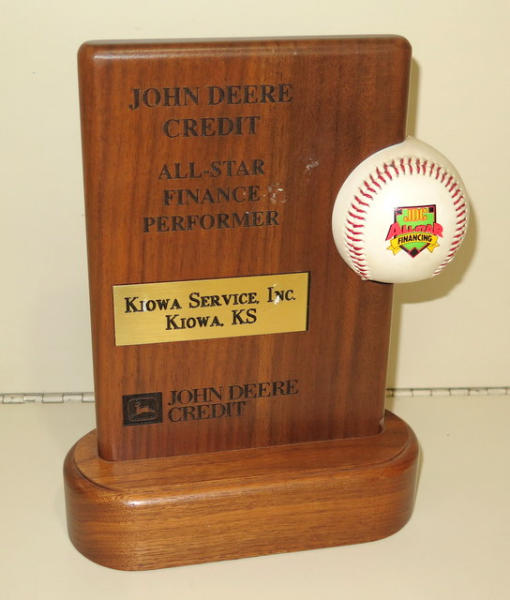 JOHN DEERE
CREDIT
ALL-STAR
FINANCE
PERFORMER
JDC
ALL-STAR
FINANCING
KIOWA SERVICE, INC.
KIOWA, KS
JOHN DEERE
CREDIT